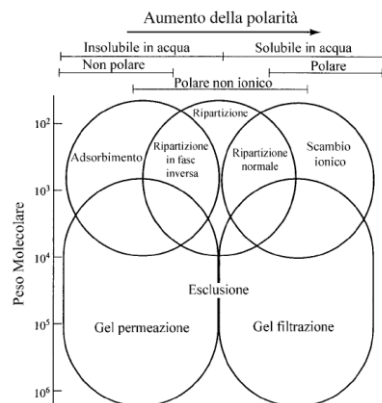 Aumento della polarità
Insolubile in acqua
Solubile in acqua
Non polare
Polare
Polare non ionico
Peso Molecolare
10²
10³
10⁴
10⁵
10⁶
Ripartizione
Adsorbimento
Ripartizione
in fase
inversa
Ripartizione
normale
Scambio
ionico
Esclusione
Gel permeazione
Gel filtrazione